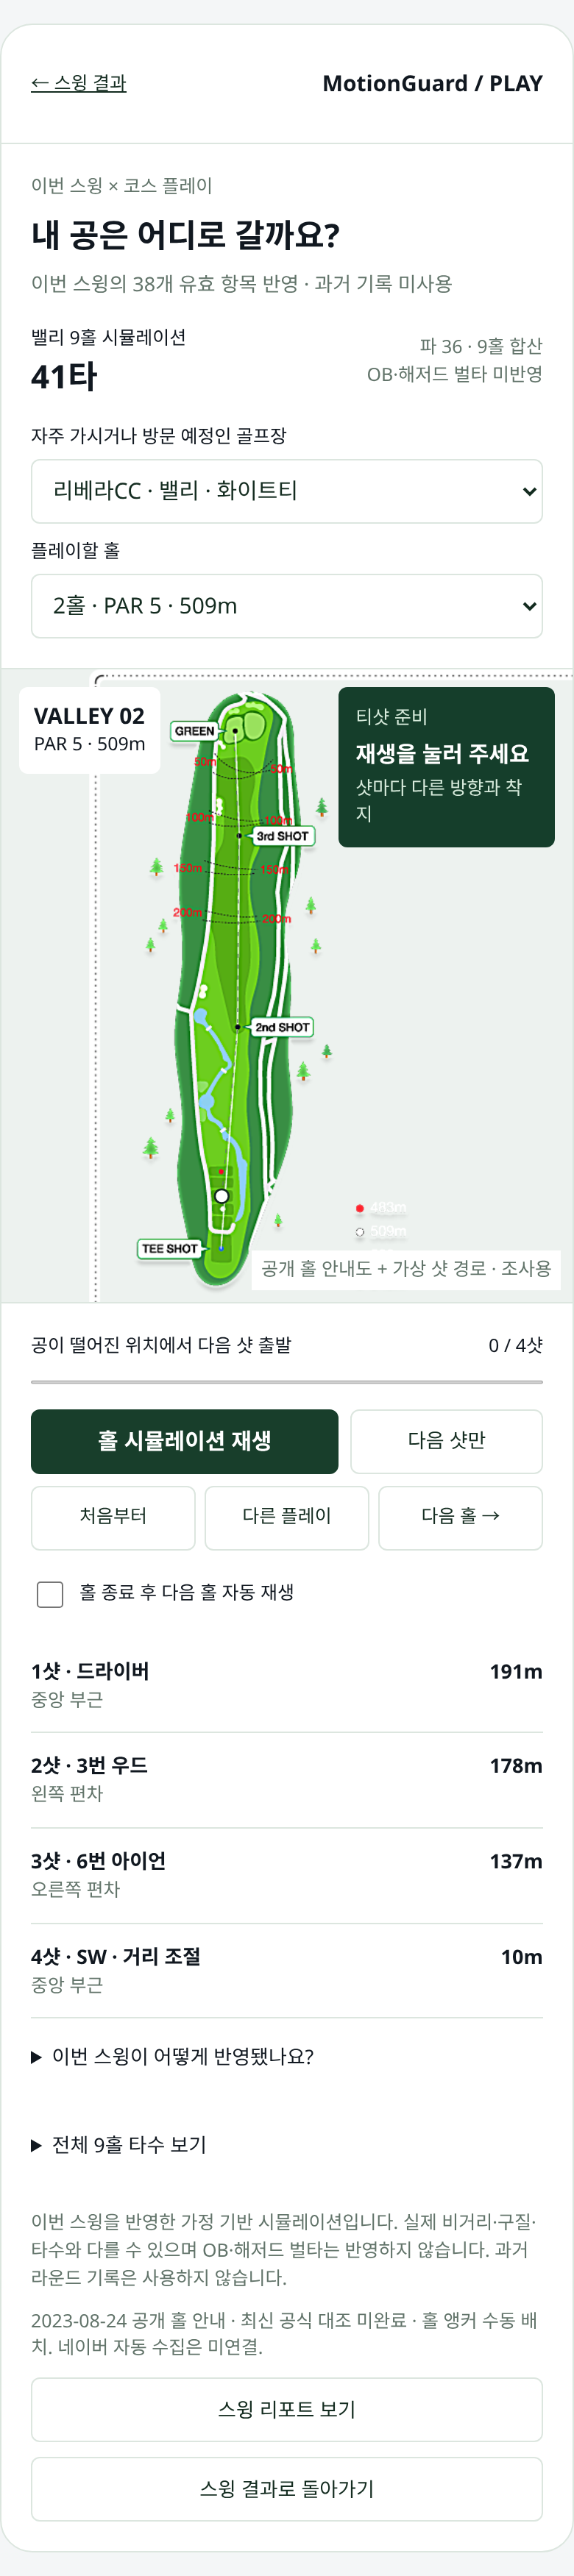 ← 스윙 결과
MotionGuard / PLAY
이번 스윙 × 코스 플레이
내 공은 어디로 갈까요?
이번 스윙의 38개 유효 항목 반영 · 과거 기록 미사용
밸리 9홀 시뮬레이션
41타
파 36 · 9홀 합산
OB·해저드 벌타 미반영
자주 가시거나 방문 예정인 골프장
리베라CC · 밸리 · 화이트티
플레이할 홀
2홀 · PAR 5 · 509m
VALLEY 02
PAR 5 · 509m
티샷 준비
재생을 눌러 주세요
샷마다 다른 방향과 착
지
GREEN
50m
50m
100m
100m
3rd SHOT
150m
150m
200m
200m
2nd SHOT
483m
509m
TEE SHOT
공개 홀 안내도 + 가상 샷 경로 · 조사용
공이 떨어진 위치에서 다음 샷 출발
0 / 4샷
홀 시뮬레이션 재생
다음 샷만
처음부터
다른 플레이
다음 홀 →
홀 종료 후 다음 홀 자동 재생
1샷 · 드라이버
191m
중앙 부근
2샷 · 3번 우드
178m
왼쪽 편차
3샷 · 6번 아이언
137m
오른쪽 편차
4샷 · SW · 거리 조절
10m
중앙 부근
▶ 이번 스윙이 어떻게 반영됐나요?
▶ 전체 9홀 타수 보기
이번 스윙을 반영한 가정 기반 시뮬레이션입니다. 실제 비거리·구질·
타수와 다를 수 있으며 OB·해저드 벌타는 반영하지 않습니다. 과거
라운드 기록은 사용하지 않습니다.
2023-08-24 공개 홀 안내 · 최신 공식 대조 미완료 · 홀 앵커 수동 배
치. 네이버 자동 수집은 미연결.
스윙 리포트 보기
스윙 결과로 돌아가기